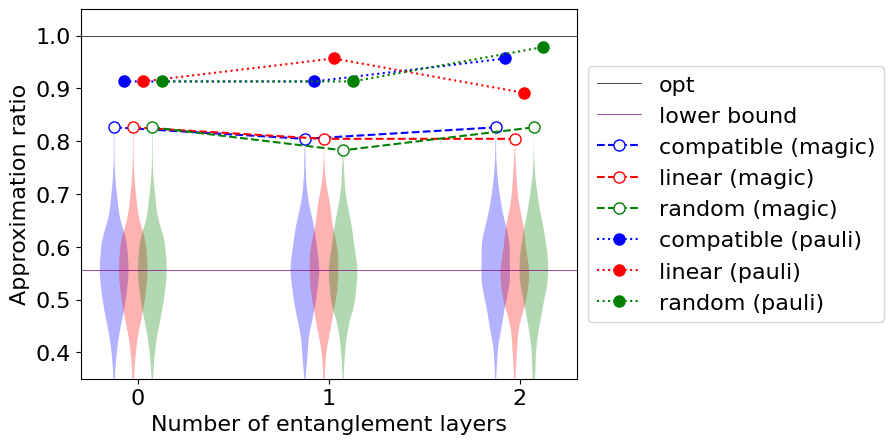 1.0
0.9
0.8
0.7
0.6
0.5
0.4
Approximation ratio
0 1 2
Number of entanglement layers
opt
lower bound
compatible (magic)
linear (magic)
random (magic)
compatible (pauli)
linear (pauli)
random (pauli)